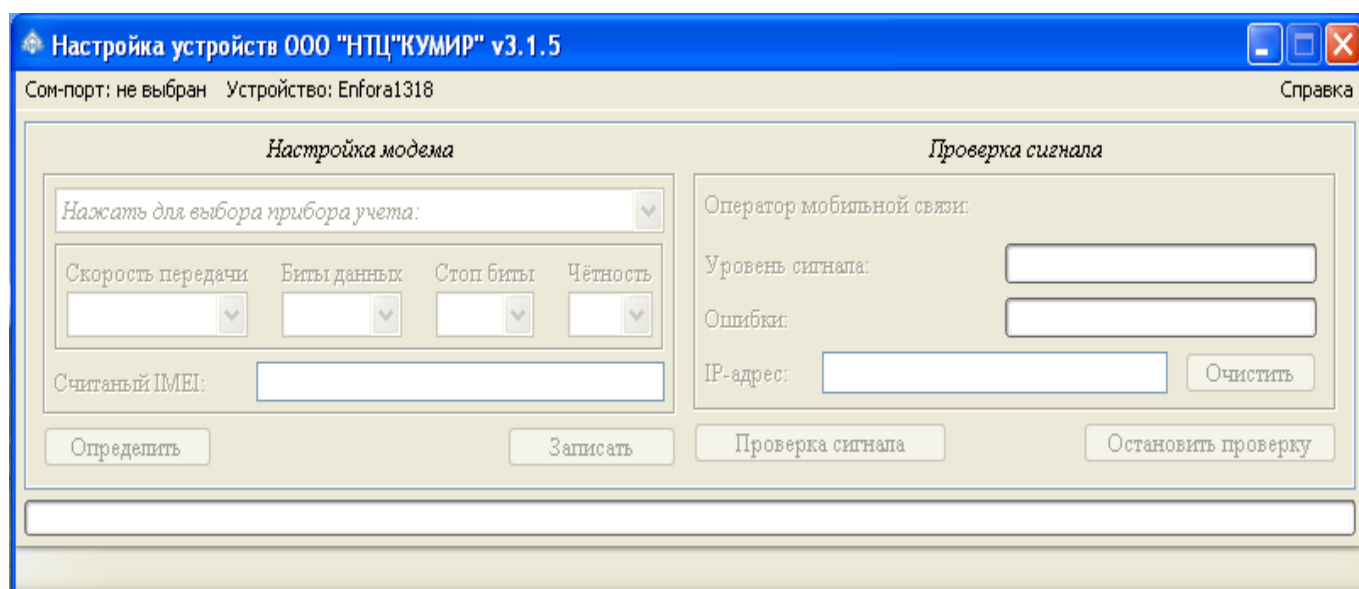 Настройка устройств ООО "НТЦ"КУМИР" v3.1.5
Сом-порт: не выбран Устройство: Enfora1318 Справка
Настройка модема
Нажать для выбора прибора учета:
Скорость передачи Биты данных Стоп биты Чётность
Считаный IMEI:
Определить Записать
Проверка сигнала
Оператор мобильной связи:
Уровень сигнала:
Ошибки:
IP-адрес: Очистить
Проверка сигнала Остановить проверку